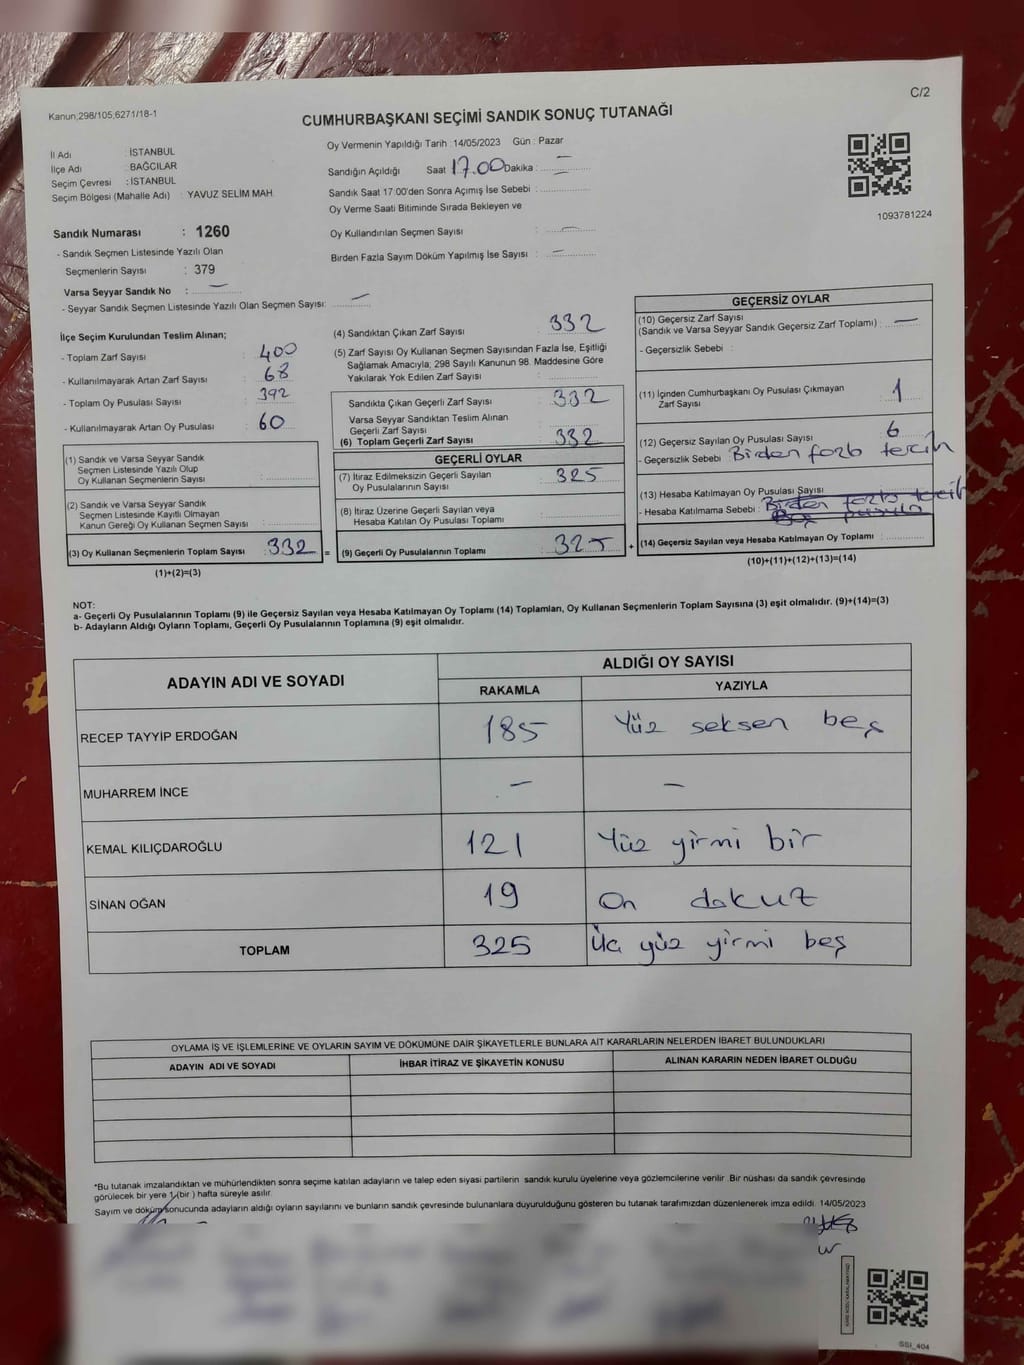 C/2
Kanun,298/105,6271/18-1
CUMHURBAŞKANI SEÇİMİ SANDIK SONUÇ TUTANAĞI
İl Adı : İSTANBUL
İlçe Adı : BAĞCILAR
Seçim Çevresi : İSTANBUL
Seçim Bölgesi (Mahalle Adı) : YAVUZ SELİM MAH.
Sandık Numarası : 1260
- Sandık Seçmen Listesinde Yazılı Olan
Seçmenlerin Sayısı : 379
Varsa Seyyar Sandık No : —
- Seyyar Sandık Seçmen Listesinde Yazılı Olan Seçmen Sayısı: —
Oy Vermenin Yapıldığı Tarih :14/05/2023 Gün : Pazar
Sandığın Açıldığı Saat 17.00 Dakika : —
Sandık Saat 17:00'den Sonra Açımış İse Sebebi :
Oy Verme Saati Bitiminde Sırada Bekleyen ve
Oy Kullandırılan Seçmen Sayısı : —
Birden Fazla Sayım Döküm Yapılmış İse Sayısı : —
1093781224
İlçe Seçim Kurulundan Teslim Alınan;
- Toplam Zarf Sayısı : 400
- Kullanılmayarak Artan Zarf Sayısı : 68
- Toplam Oy Pusulası Sayısı : 392
- Kullanılmayarak Artan Oy Pusulası : 60
(1) Sandık ve Varsa Seyyar Sandık
Seçmen Listesinde Yazılı Olup
Oy Kullanan Seçmenlerin Sayısı :
(2) Sandık ve Varsa Seyyar Sandık
Seçmen Listesinde Kayıtlı Olmayan
Kanun Gereği Oy Kullanan Seçmen Sayısı :
(3) Oy Kullanan Seçmenlerin Toplam Sayısı : 332 =
(1)+(2)=(3)
(4) Sandıktan Çıkan Zarf Sayısı : 332
(5) Zarf Sayısı Oy Kullanan Seçmen Sayısından Fazla İse, Eşitliği
Sağlamak Amacıyla; 298 Sayılı Kanunun 98. Maddesine Göre
Yakılarak Yok Edilen Zarf Sayısı :
Sandıkta Çıkan Geçerli Zarf Sayısı : 332
Varsa Seyyar Sandıktan Teslim Alınan
Geçerli Zarf Sayısı :
(6) Toplam Geçerli Zarf Sayısı : 332
GEÇERLİ OYLAR
(7) İtiraz Edilmeksizin Geçerli Sayılan
Oy Pusulalarının Sayısı : 325
(8) İtiraz Üzerine Geçerli Sayılan veya
Hesaba Katılan Oy Pusulası Toplamı :
(9) Geçerli Oy Pusulalarının Toplamı : 325 +
GEÇERSİZ OYLAR
(10) Geçersiz Zarf Sayısı
(Sandık ve Varsa Seyyar Sandık Geçersiz Zarf Toplamı) : —
- Geçersizlik Sebebi :
(11) İçinden Cumhurbaşkanı Oy Pusulası Çıkmayan
Zarf Sayısı : 1
(12) Geçersiz Sayılan Oy Pusulası Sayısı : 6
- Geçersizlik Sebebi Birden fazla tercih
(13) Hesaba Katılmayan Oy Pusulası Sayısı
- Hesaba Katılmama Sebebi : Birden fazla tercih
Boş pusula
(14) Geçersiz Sayılan veya Hesaba Katılmayan Oy Toplamı :
(10)+(11)+(12)+(13)=(14)
NOT:
a- Geçerli Oy Pusulalarının Toplamı (9) ile Geçersiz Sayılan veya Hesaba Katılmayan Oy Toplamı (14) Toplamları, Oy Kullanan Seçmenlerin Toplam Sayısına (3) eşit olmalıdır. (9)+(14)=(3)
b- Adayların Aldığı Oyların Toplamı, Geçerli Oy Pusulalarının Toplamına (9) eşit olmalıdır.
ADAYIN ADI VE SOYADI ALDIĞI OY SAYISI
RAKAMLA YAZIYLA
RECEP TAYYİP ERDOĞAN 185 Yüz seksen beş
MUHARREM İNCE — —
KEMAL KILIÇDAROĞLU 121 Yüz yirmi bir
SİNAN OĞAN 19 On dokuz
TOPLAM 325 Üç yüz yirmi beş
OYLAMA İŞ VE İŞLEMLERİNE VE OYLARIN SAYIM VE DÖKÜMÜNE DAİR ŞİKAYETLERLE BUNLARA AİT KARARLARIN NELERDEN İBARET BULUNDUKLARI
ADAYIN ADI VE SOYADI İHBAR İTİRAZ VE ŞİKAYETİN KONUSU ALINAN KARARIN NEDEN İBARET OLDUĞU
*Bu tutanak imzalandıktan ve mühürlendikten sonra seçime katılan adayların ve talep eden siyasi partilerin sandık kurulu üyelerine veya gözlemcilerine verilir. Bir nüshası da sandık çevresinde
görülecek bir yere 1 (bir ) hafta süreyle asılır.
Sayım ve döküm sonucunda adayların aldığı oyların sayılarını ve bunların sandık çevresinde bulunanlara duyurulduğunu gösteren bu tutanak tarafımızdan düzenlenerek imza edildi. 14/05/2023
SSI_404